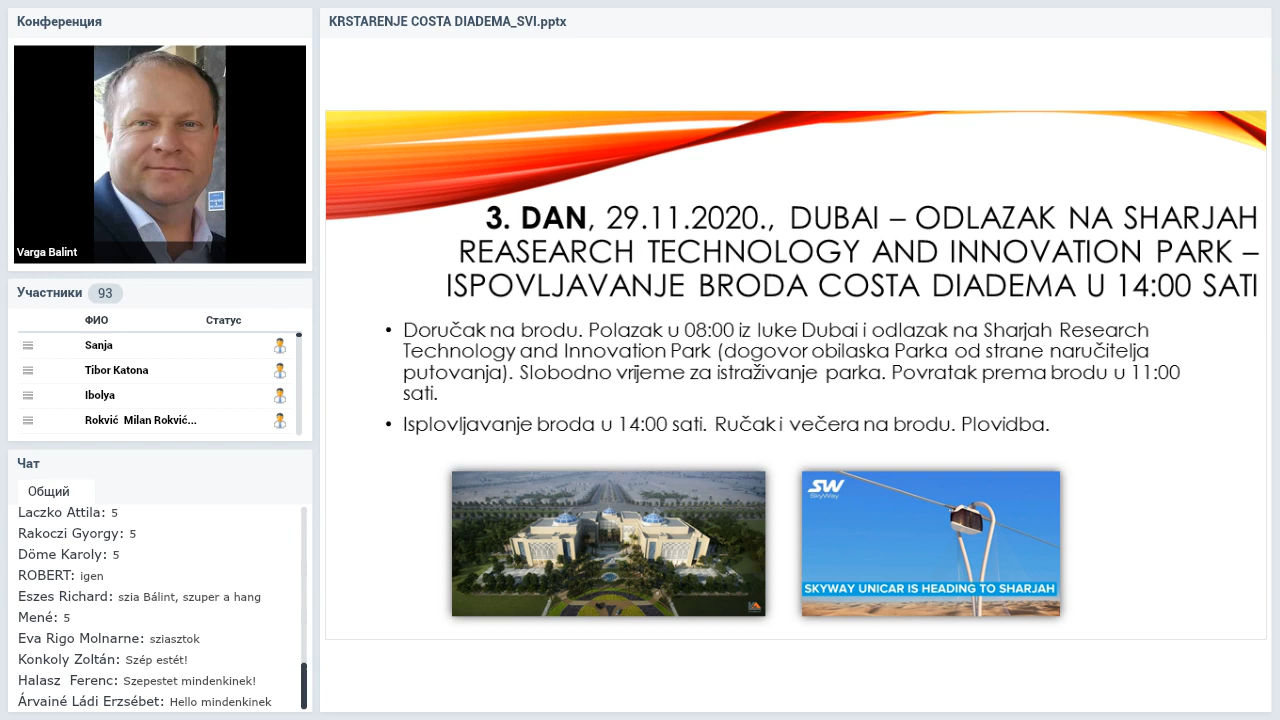 Конференция
Varga Balint
Участники 93
ФИО Статус
Sanja
Tibor Katona
Ibolya
Rokvić Milan Rokvić...
Чат
Общий
Laczko Attila: 5
Rakoczi Gyorgy: 5
Döme Karoly: 5
ROBERT: igen
Eszes Richard: szia Bálint, szuper a hang
Mené: 5
Eva Rigo Molnarne: sziasztok
Konkoly Zoltán: Szép estét!
Halasz Ferenc: Szepestet mindenkinek!
Árvainé Ládi Erzsébet: Hello mindenkinek
KRSTARENJE COSTA DIADEMA_SVI.pptx
3. DAN, 29.11.2020., DUBAI – ODLAZAK NA SHARJAH
REASEARCH TECHNOLOGY AND INNOVATION PARK –
ISPOVLJAVANJE BRODA COSTA DIADEMA U 14:00 SATI
• Doručak na brodu. Polazak u 08:00 iz luke Dubai i odlazak na Sharjah Research
Technology and Innovation Park (dogovor obilaska Parka od strane naručitelja
putovanja). Slobodno vrijeme za istraživanje parka. Povratak prema brodu u 11:00
sati.
• Isplovljavanje broda u 14:00 sati. Ručak i večera na brodu. Plovidba.
SW
SkyWay
SKYWAY UNICAR IS HEADING TO SHARJAH